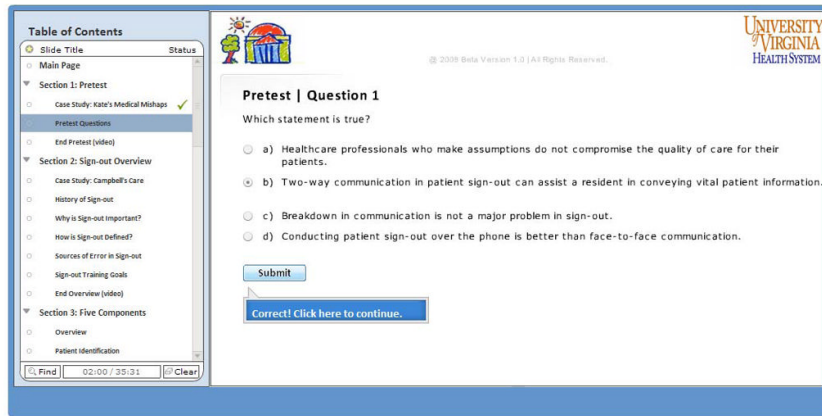 Table of Contents
Slide Title Status
Main Page
Section 1: Pretest
Case Study: Kate's Medical Mishaps
Pretest Questions
End Pretest (video)
Section 2: Sign-out Overview
Case Study: Campbell's Care
History of Sign-out
Why is Sign-out Important?
How is Sign-out Defined?
Sources of Error in Sign-out
Sign-out Training Goals
End Overview (video)
Section 3: Five Components
Overview
Patient Identification
Find 02:00 / 35:31 Clear
@ 2008 Beta Version 1.0 | All Rights Reserved.
UNIVERSITY
VIRGINIA
HEALTH SYSTEM
Pretest | Question 1
Which statement is true?
a) Healthcare professionals who make assumptions do not compromise the quality of care for their
patients.
b) Two-way communication in patient sign-out can assist a resident in conveying vital patient information.
c) Breakdown in communication is not a major problem in sign-out.
d) Conducting patient sign-out over the phone is better than face-to-face communication.
Submit
Correct! Click here to continue.